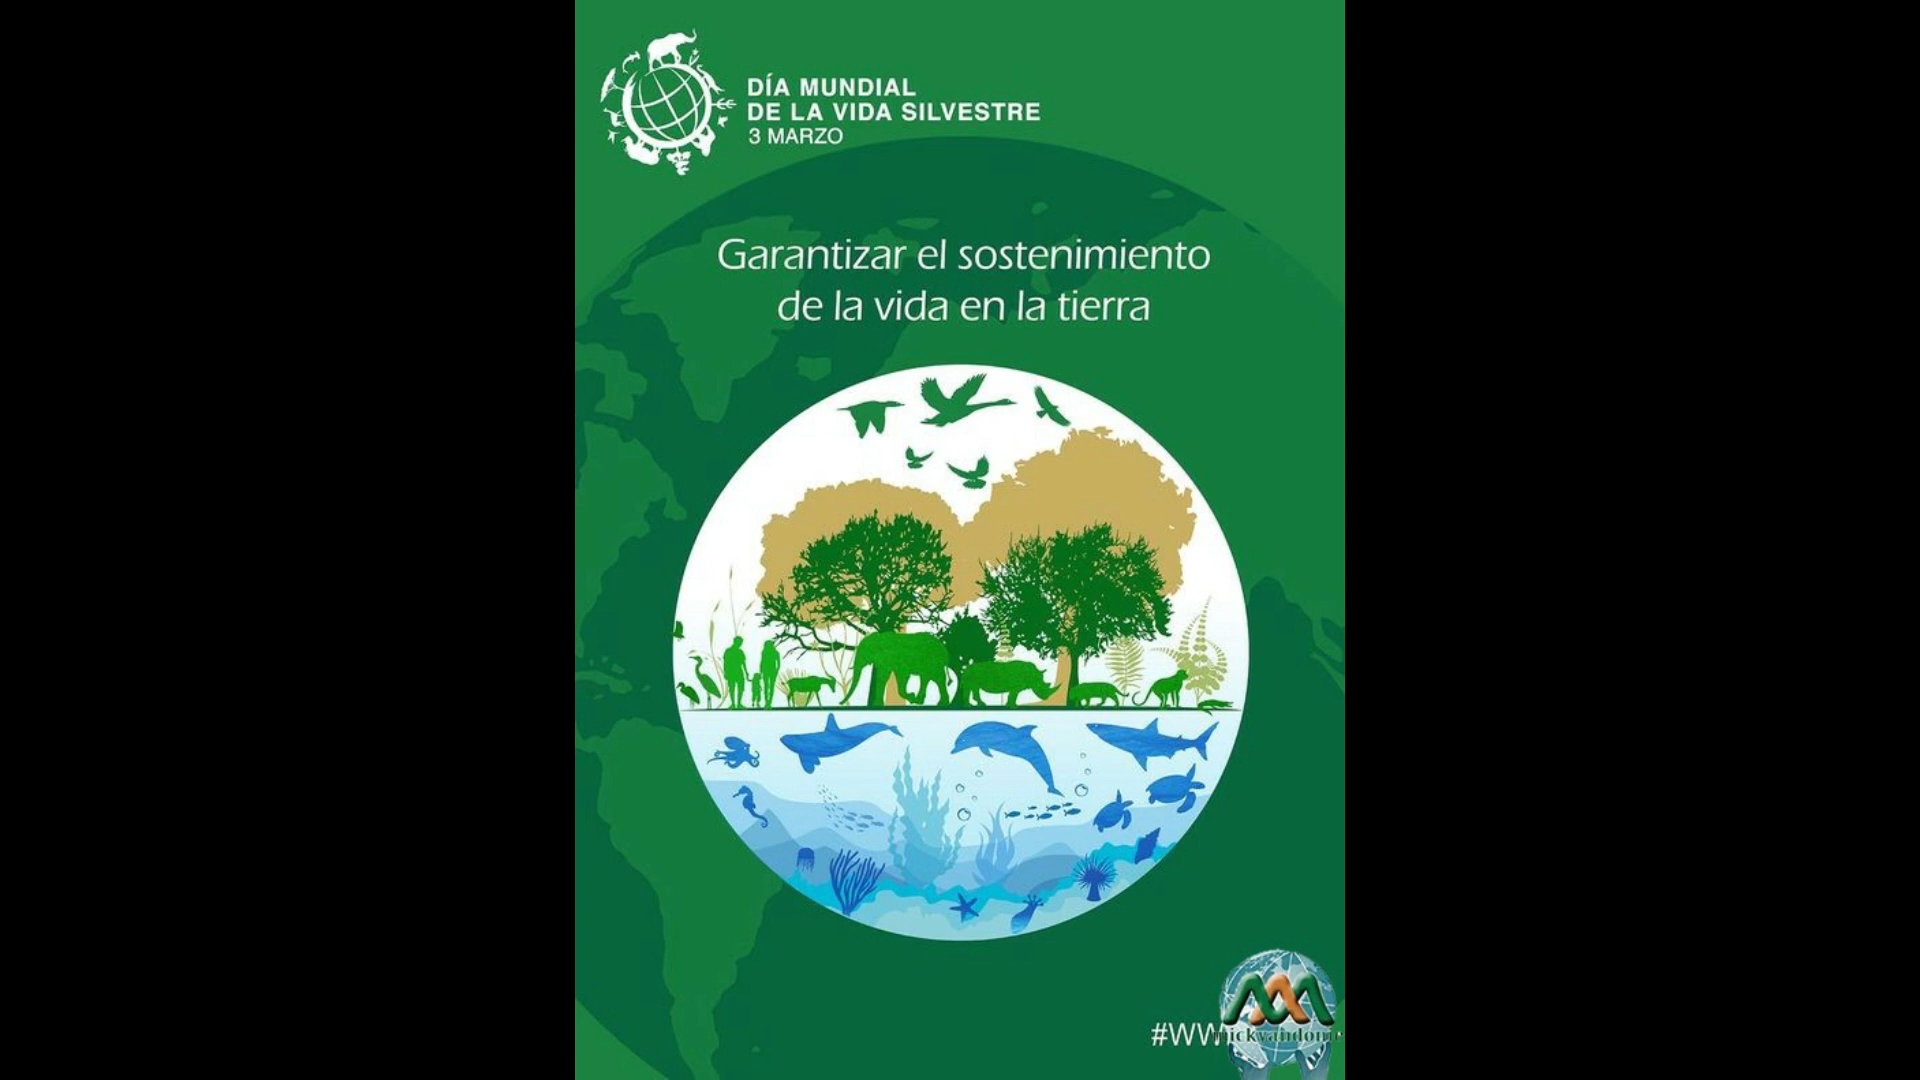 DÍA MUNDIAL
DE LA VIDA SILVESTRE
3 MARZO
Garantizar el sostenimiento
de la vida en la tierra